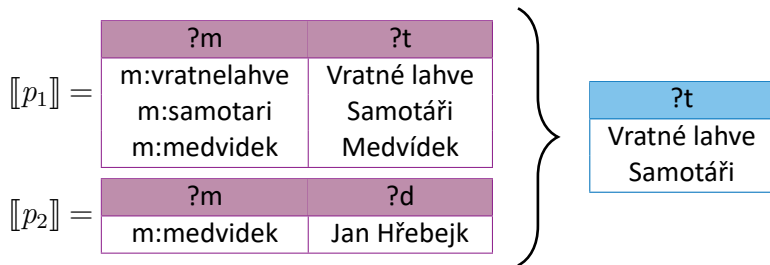 ?m ?t
⟦p₁⟧ = m:vratnelahve Vratné lahve
m:samotari Samotáři
m:medvidek Medvídek
?m ?d
⟦p₂⟧ = m:medvidek Jan Hřebejk
?t
Vratné lahve
Samotáři